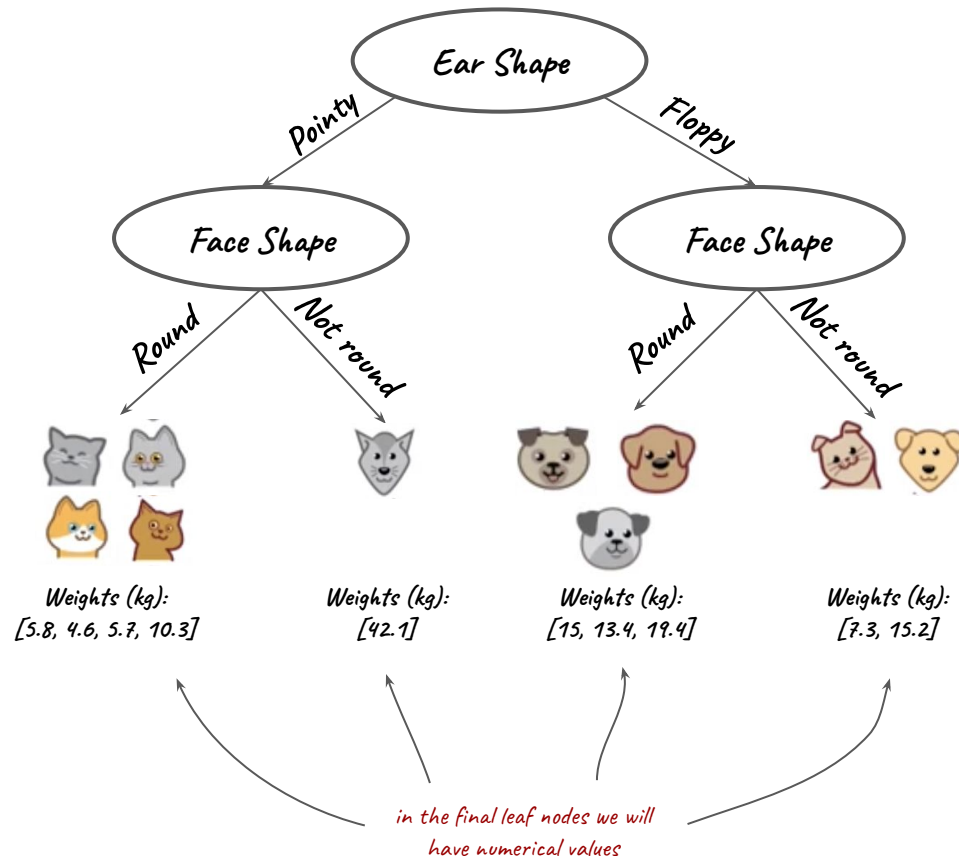 Ear Shape
Pointy
Floppy
Face Shape
Face Shape
Round
Not round
Round
Not round
Weights (kg):
[5.8, 4.6, 5.7, 10.3]
Weights (kg):
[42.1]
Weights (kg):
[15, 13.4, 19.4]
Weights (kg):
[7.3, 15.2]
in the final leaf nodes we will
have numerical values